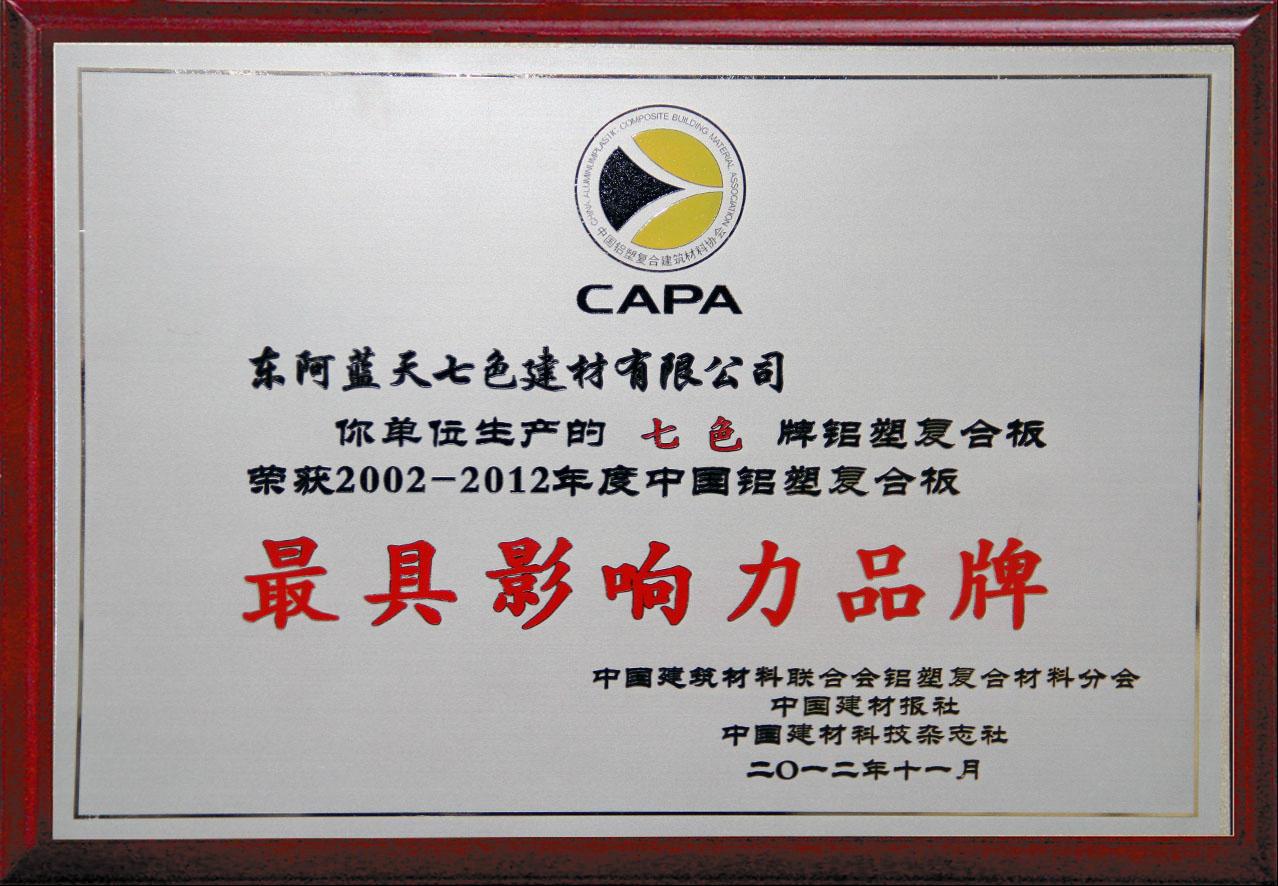 CHINA ALUMINUMPLASTIC COMPOSITE BUILDING MATERIAL ASSOCIATION
中国铝塑复合建筑材料协会
CAPA
东阿蓝天七色建材有限公司
你单位生产的 七色 牌铝塑复合板
荣获2002-2012年度中国铝塑复合板
最具影响力品牌
中国建筑材料联合会铝塑复合材料分会
中国建材报社
中国建材科技杂志社
二〇一二年十一月